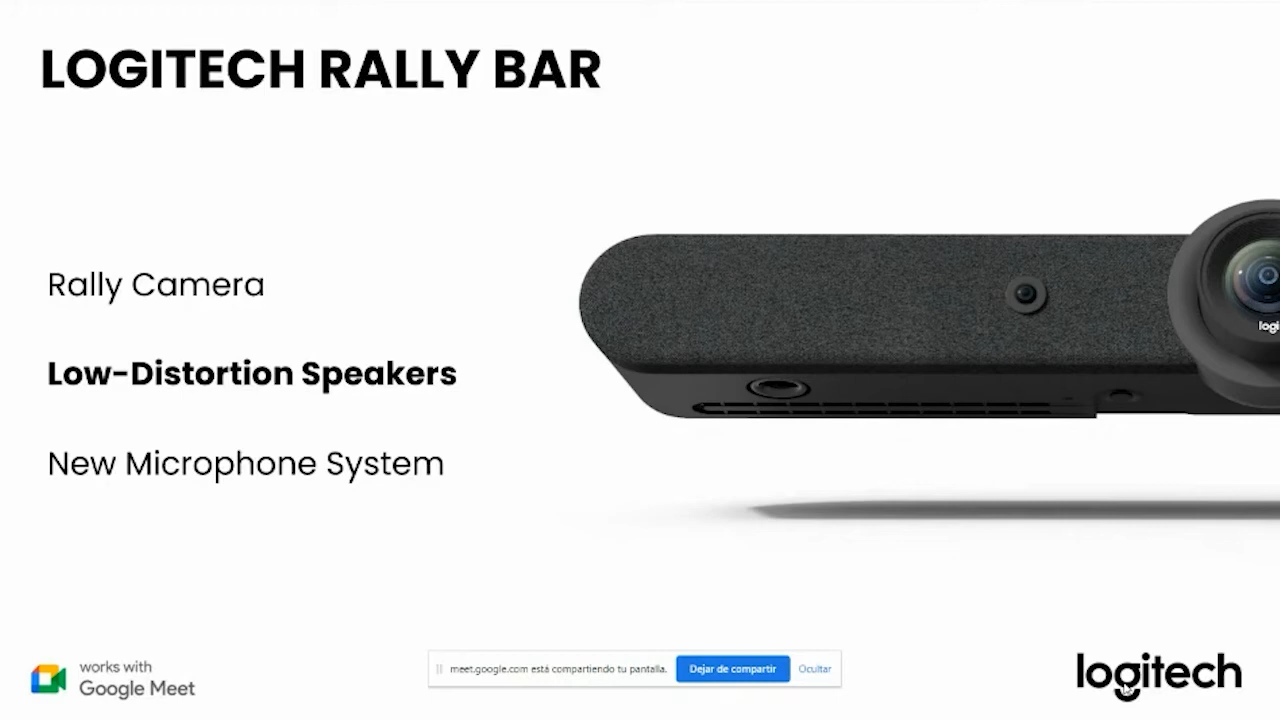 LOGITECH RALLY BAR
Rally Camera
Low-Distortion Speakers
New Microphone System
logi
works with
Google Meet
meet.google.com está compartiendo tu pantalla.
Dejar de compartir
Ocultar
logitech